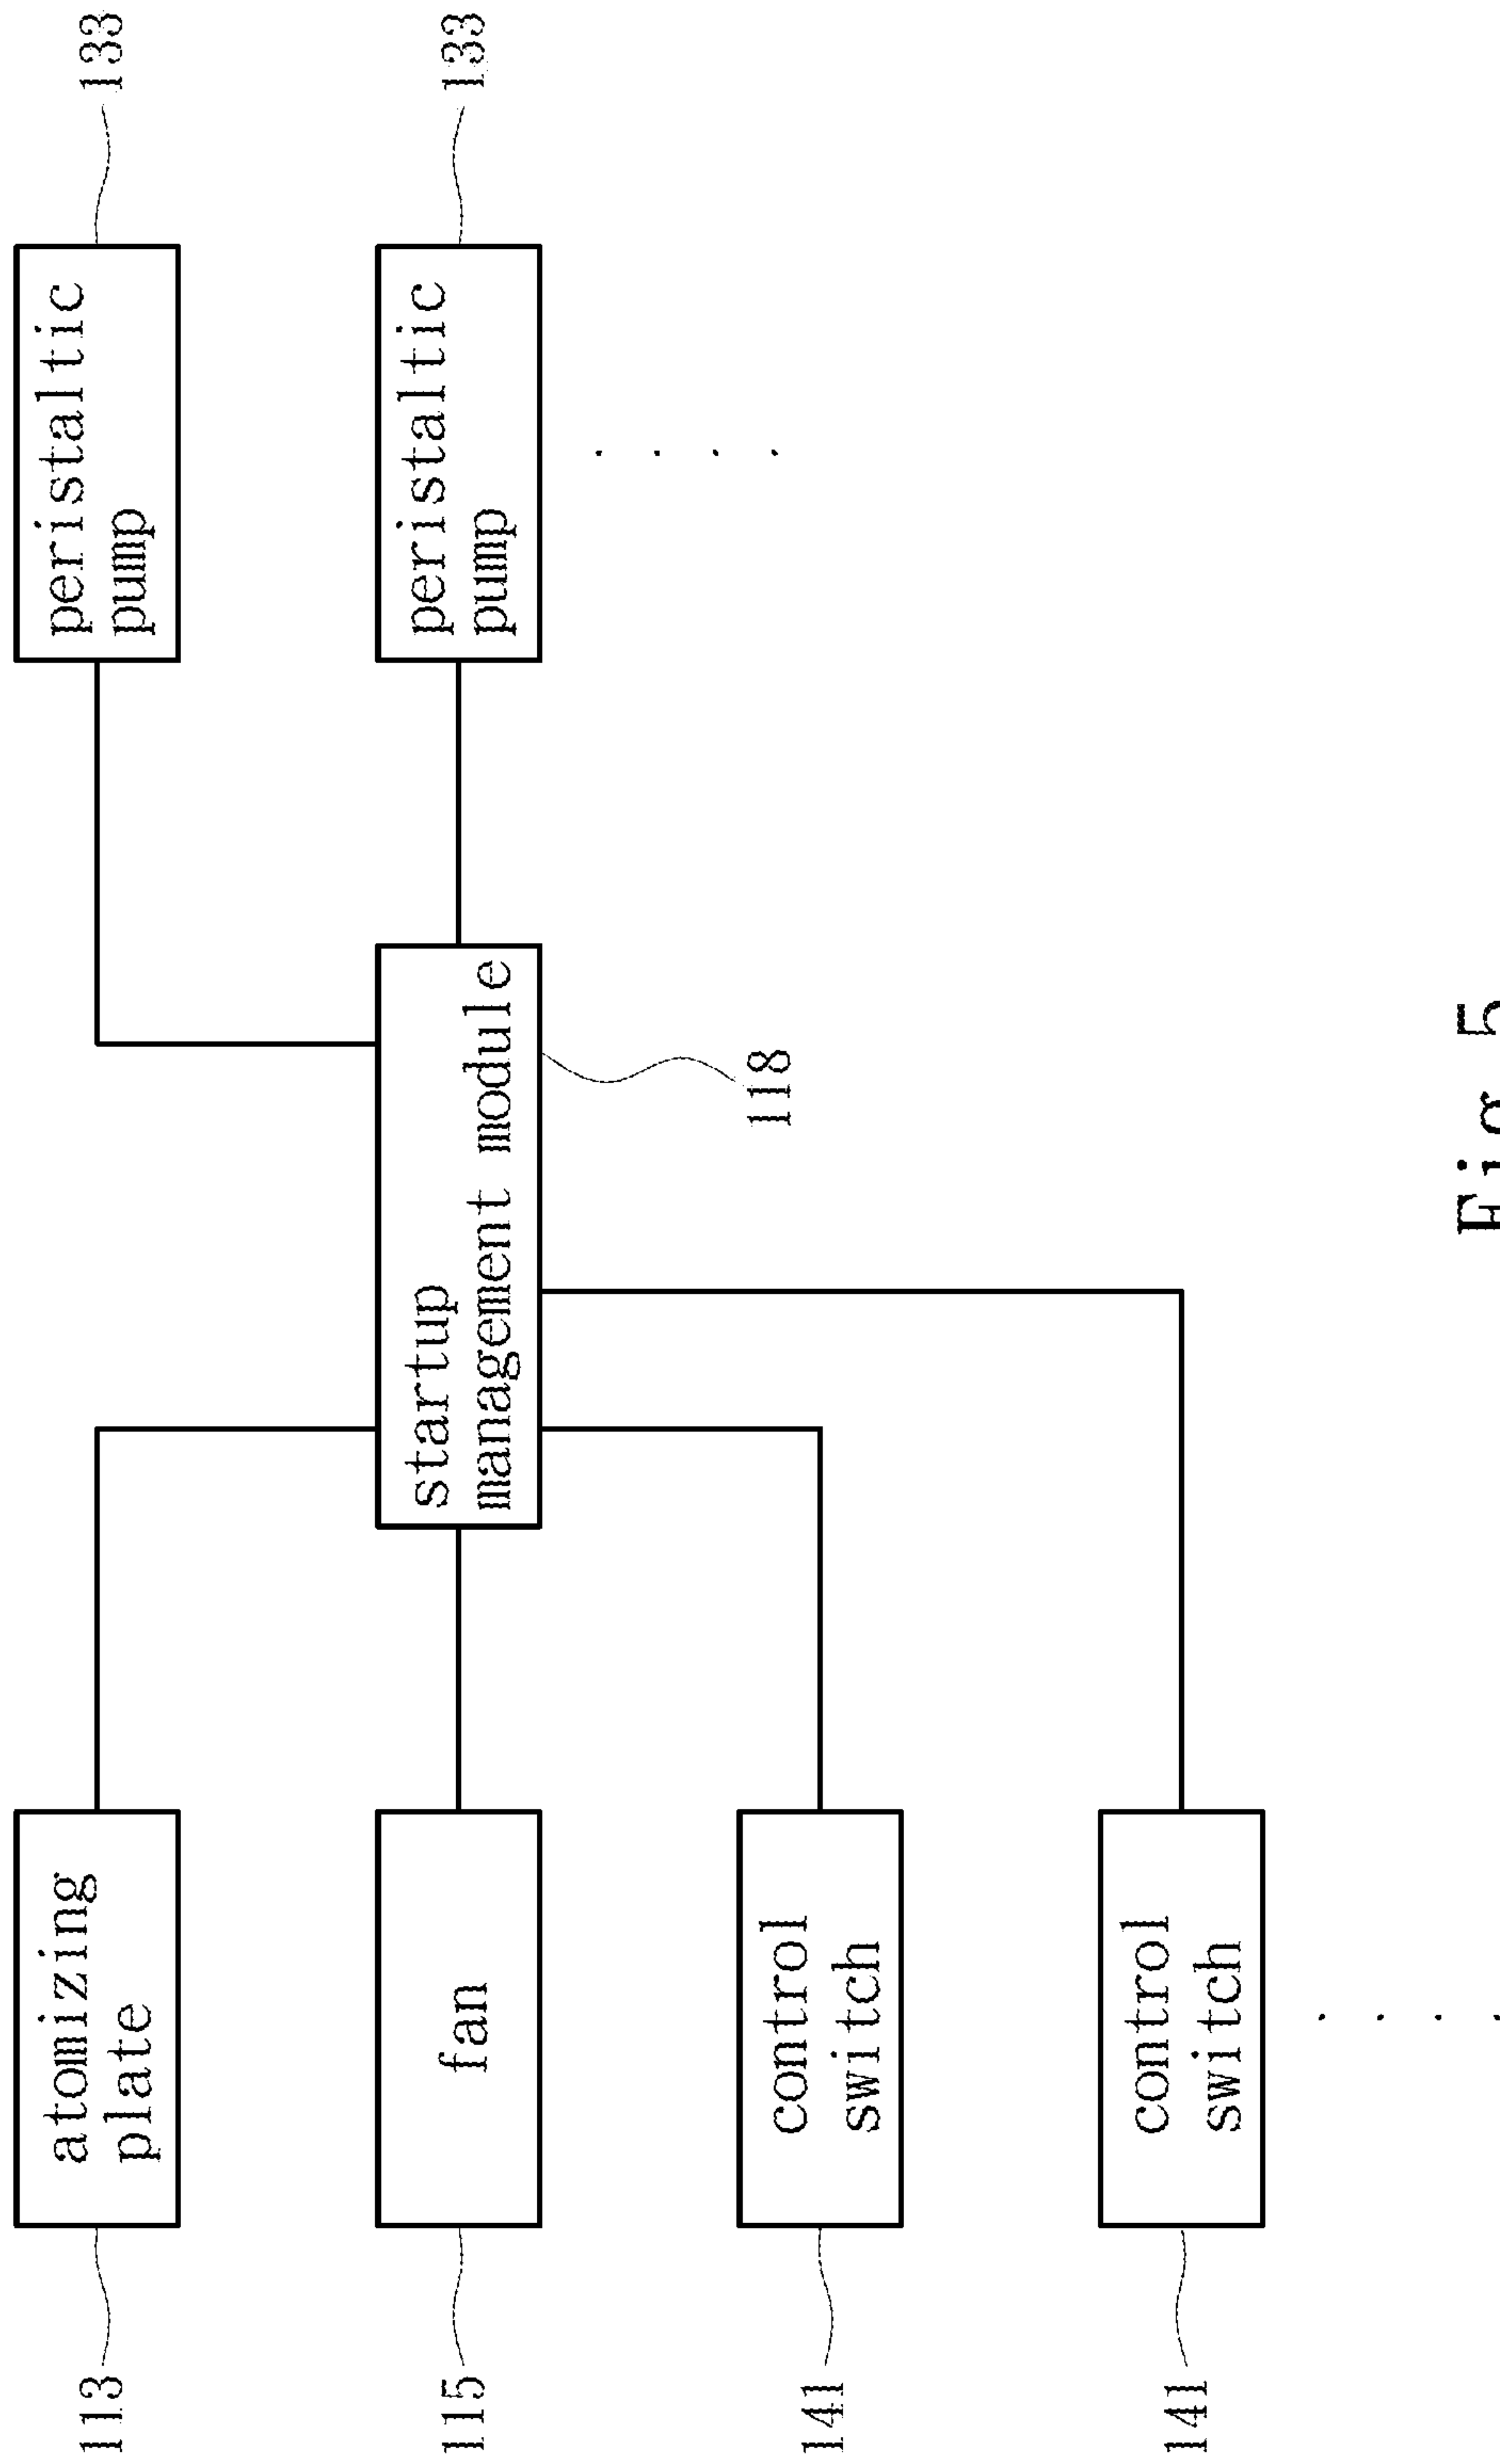 113
atomizing
plate
peristaltic
pump
133
115
fan
startup
management module
118
peristaltic
pump
133
141
control
switch
141
control
switch
Fig.5